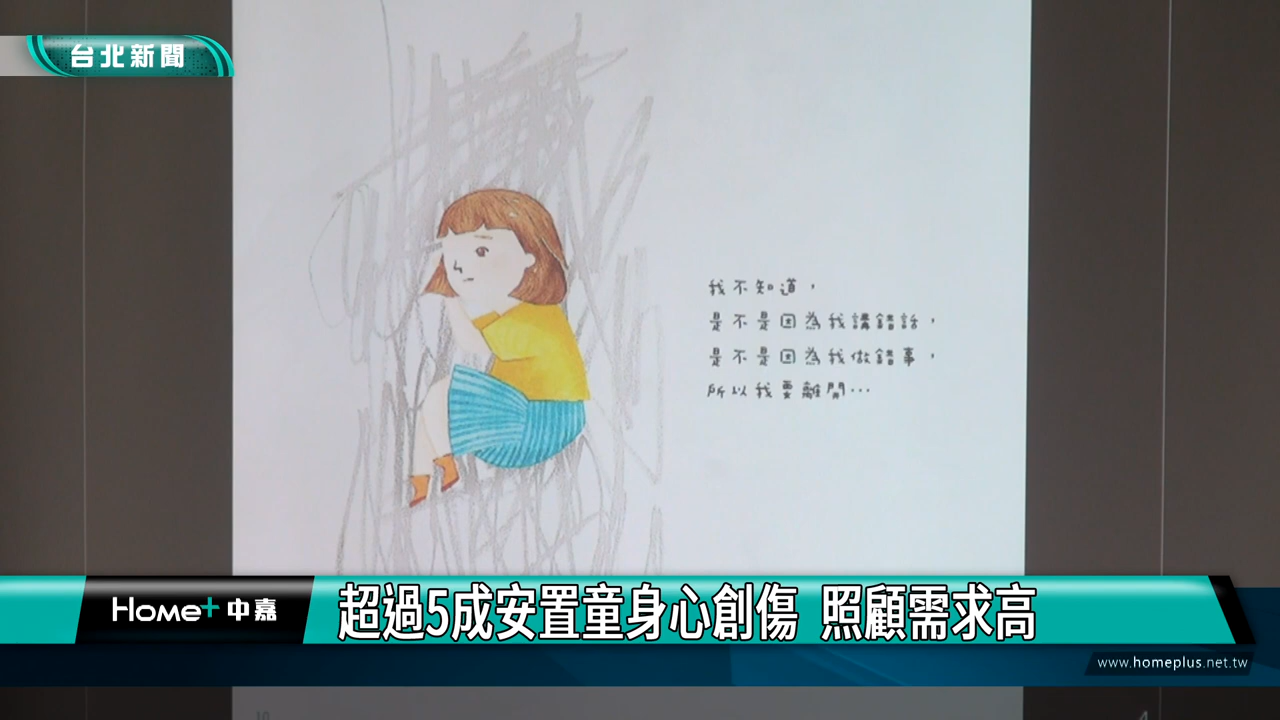 台北新聞
我不知道，
是不是因為我講錯話，
是不是因為我做錯事，
所以我要離開…
Home+中嘉
超過5成安置童身心創傷 照顧需求高
www.homeplus.net.tw
10